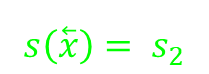 s(x⃖) = s₂